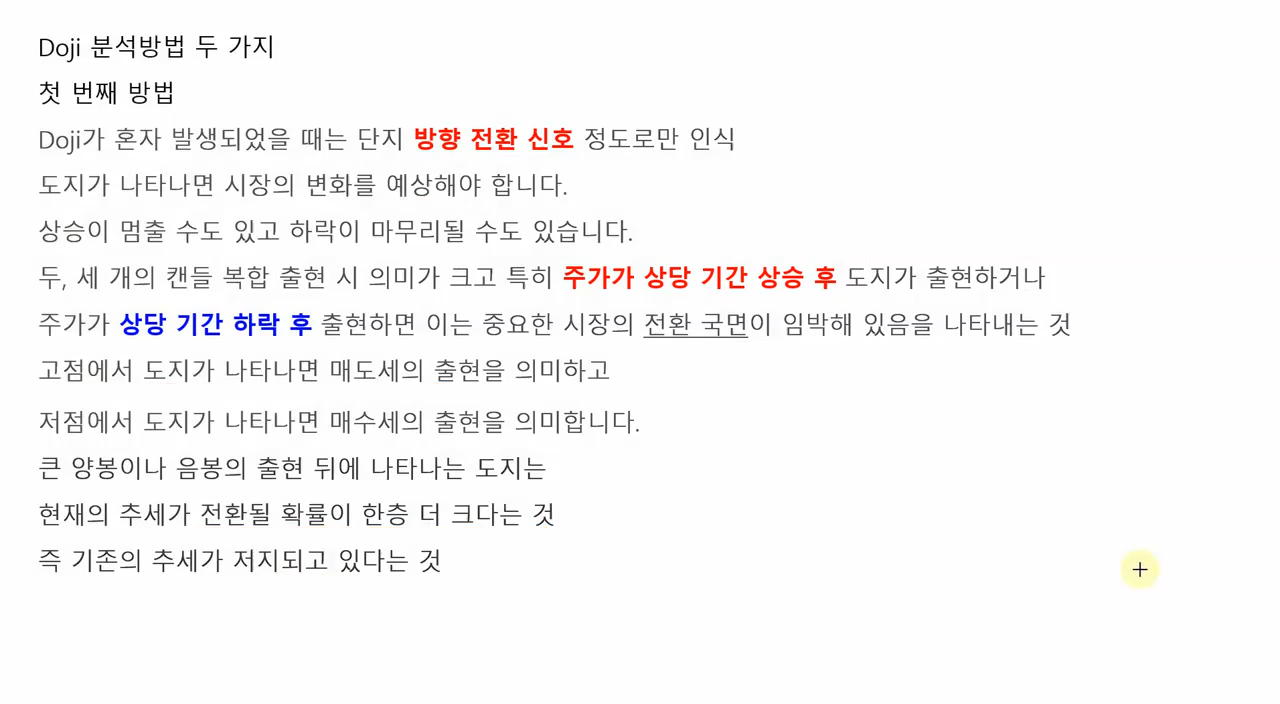 Doji 분석방법 두 가지
첫 번째 방법
Doji가 혼자 발생되었을 때는 단지 방향 전환 신호 정도로만 인식
도지가 나타나면 시장의 변화를 예상해야 합니다.
상승이 멈출 수도 있고 하락이 마무리될 수도 있습니다.
두, 세 개의 캔들 복합 출현 시 의미가 크고 특히 주가가 상당 기간 상승 후 도지가 출현하거나
주가가 상당 기간 하락 후 출현하면 이는 중요한 시장의 전환 국면이 임박해 있음을 나타내는 것
고점에서 도지가 나타나면 매도세의 출현을 의미하고
저점에서 도지가 나타나면 매수세의 출현을 의미합니다.
큰 양봉이나 음봉의 출현 뒤에 나타나는 도지는
현재의 추세가 전환될 확률이 한층 더 크다는 것
즉 기존의 추세가 저지되고 있다는 것